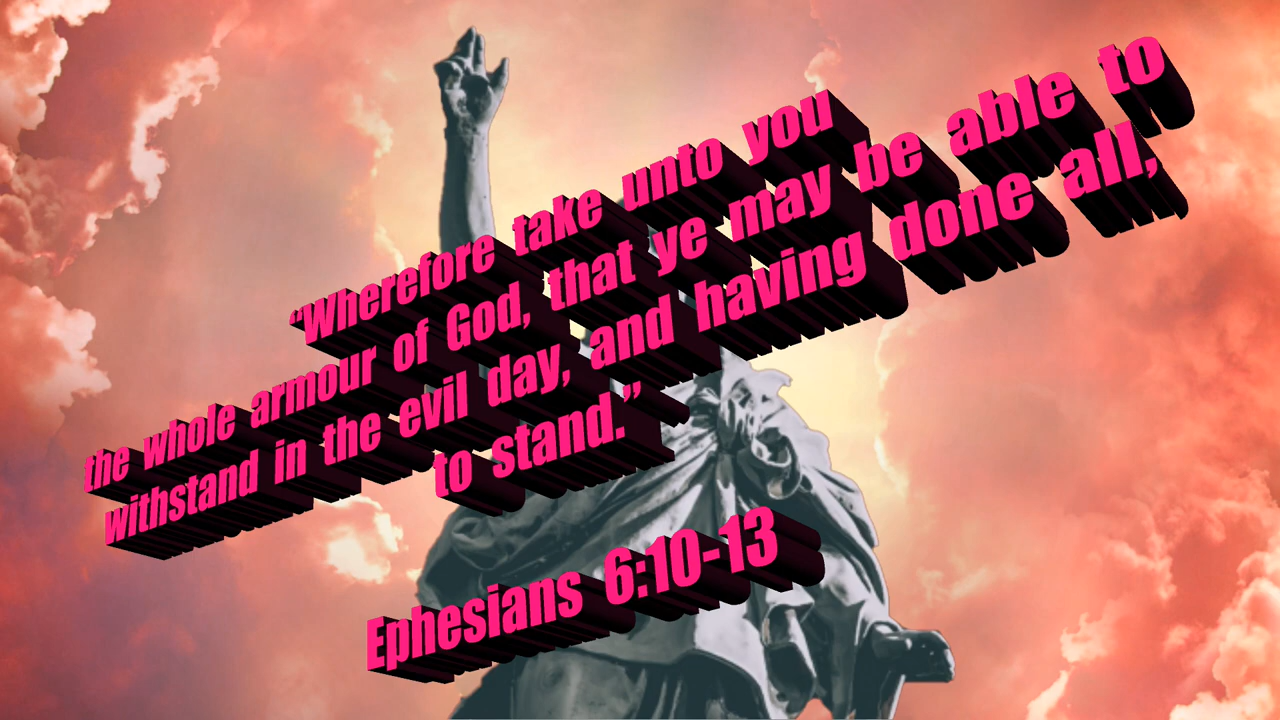 “Wherefore take unto you
the whole armour of God, that ye may be able to
withstand in the evil day, and having done all,
to stand.”
Ephesians 6:10-13